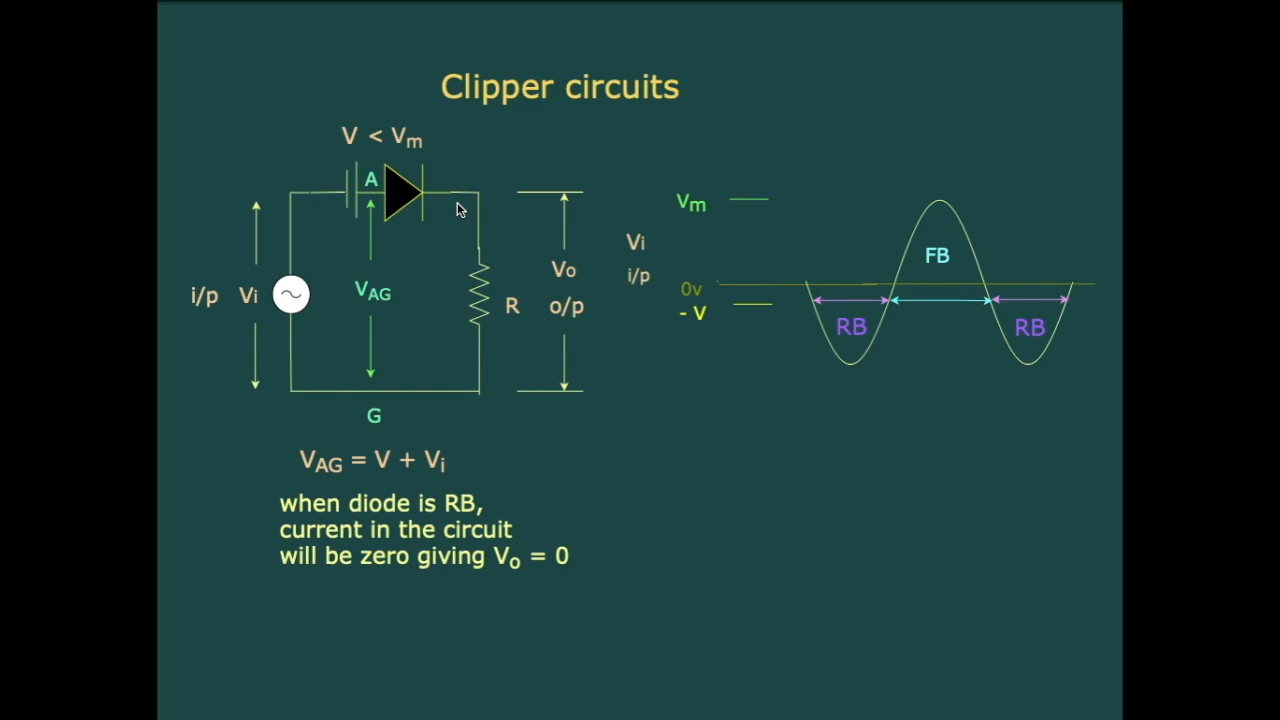 Clipper circuits
V < Vm
A
i/p Vi
VAG
R
Vo
o/p
G
VAG = V + Vi
when diode is RB,
current in the circuit
will be zero giving Vo = 0
Vm
Vi
i/p
0v
- V
FB
RB
RB